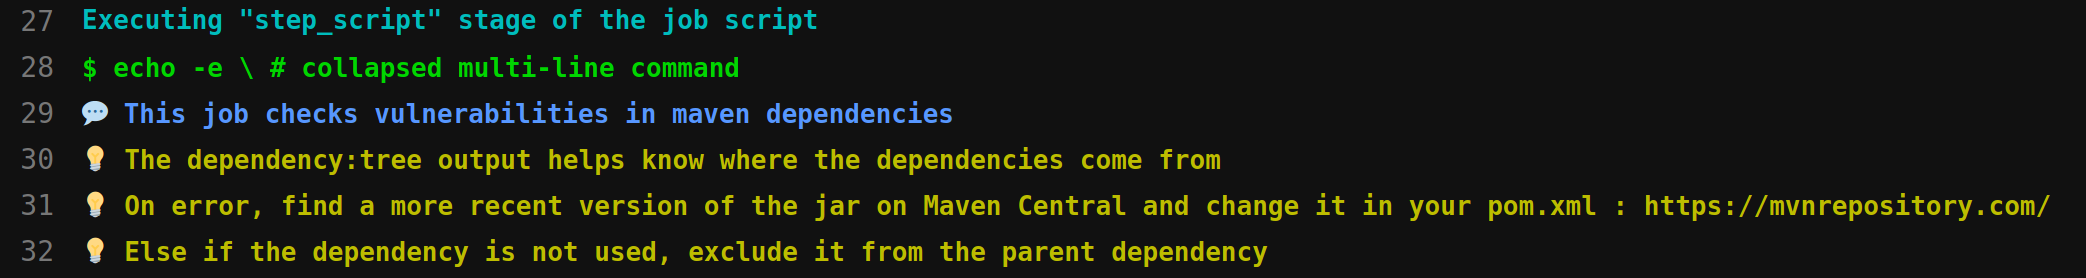 27 Executing "step_script" stage of the job script
28 $ echo -e \ # collapsed multi-line command
29 💬 This job checks vulnerabilities in maven dependencies
30 💡 The dependency:tree output helps know where the dependencies come from
31 💡 On error, find a more recent version of the jar on Maven Central and change it in your pom.xml : https://mvnrepository.com/
32 💡 Else if the dependency is not used, exclude it from the parent dependency